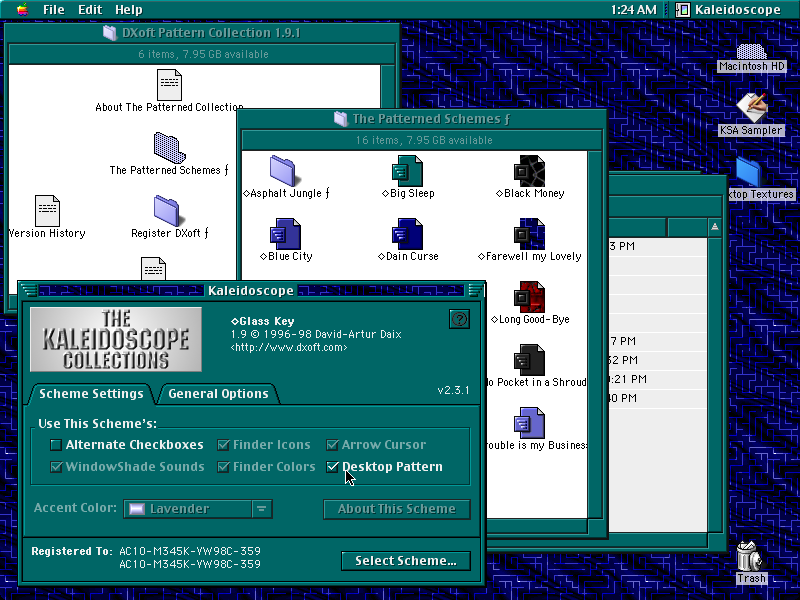 File Edit Help
1:24 AM
Kaleidoscope
DXoft Pattern Collection 1.9.1
6 items, 7.95 GB available
About The Patterned Collection
The Patterned Schemes ƒ
Version History
Register DXoft ƒ
The Patterned Schemes ƒ
16 items, 7.95 GB available
◇Asphalt Jungle ƒ
◇Big Sleep
◇Black Money
◇Blue City
◇Dain Curse
◇Farewell my Lovely
◇Long Good-Bye
No Pocket in a Shroud
rouble is my Business
3 PM
7 PM
32 PM
0:21 PM
40 PM
Macintosh HD
KSA Sampler
ktop Textures
Trash
Kaleidoscope
THE
KALEIDOSCOPE
COLLECTIONS
◇Glass Key
1.9 © 1996-98 David-Artur Daix
<http://www.dxoft.com>
?
v2.3.1
Scheme Settings
General Options
Use This Scheme's:
Alternate Checkboxes
Finder Icons
Arrow Cursor
WindowShade Sounds
Finder Colors
Desktop Pattern
Accent Color:
Lavender
About This Scheme
Registered To: AC10-M345K-YW98C-359
AC10-M345K-YW98C-359
Select Scheme...